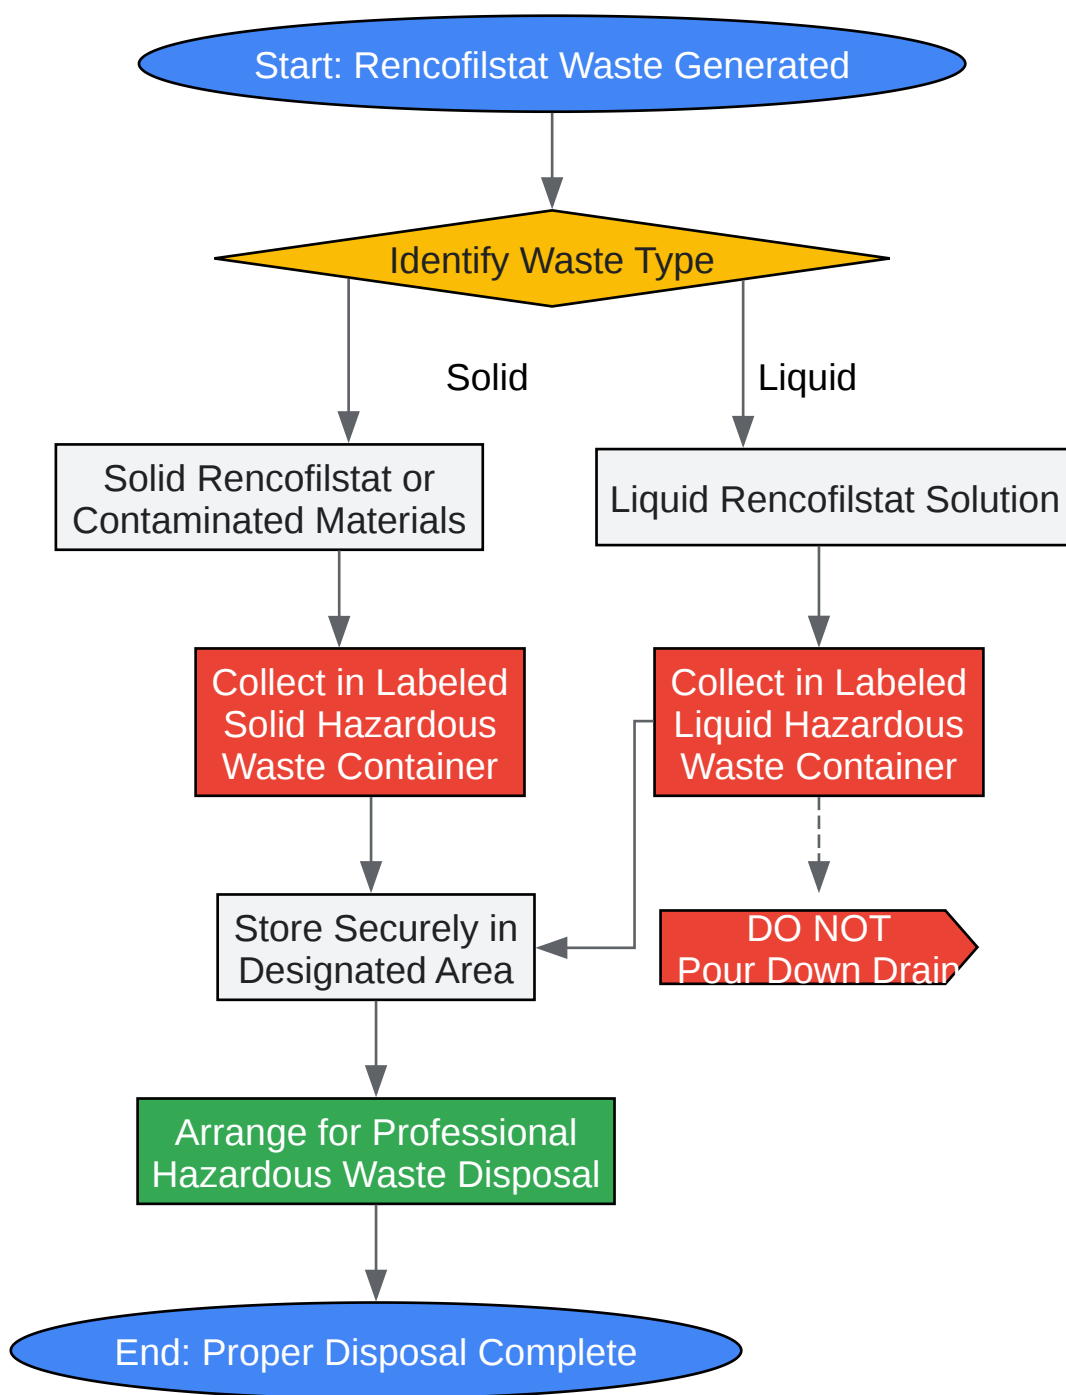 Start: Rencofilstat Waste Generated
Identify Waste Type
Solid
Liquid
Solid Rencofilstat or
Contaminated Materials
Liquid Rencofilstat Solution
Collect in Labeled
Solid Hazardous
Waste Container
Collect in Labeled
Liquid Hazardous
Waste Container
Store Securely in
Designated Area
DO NOT
Pour Down Drain
Arrange for Professional
Hazardous Waste Disposal
End: Proper Disposal Complete